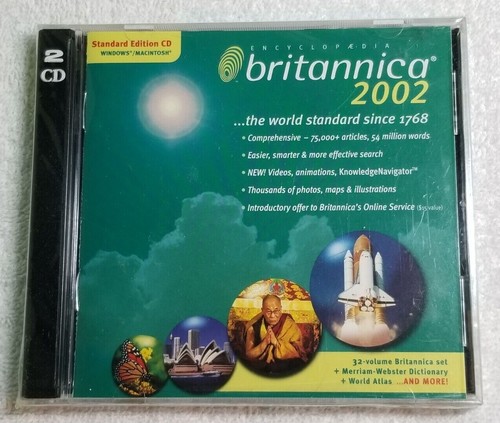 2
CD
Standard Edition CD
WINDOWS®/MACINTOSH®
ENCYCLOPÆDIA
britannica®
2002
...the world standard since 1768
• Comprehensive – 75,000+ articles, 54 million words
• Easier, smarter & more effective search
• NEW! Videos, animations, KnowledgeNavigator™
• Thousands of photos, maps & illustrations
• Introductory offer to Britannica's Online Service ($35 value)
32-volume Britannica set
+ Merriam-Webster Dictionary
+ World Atlas ...AND MORE!